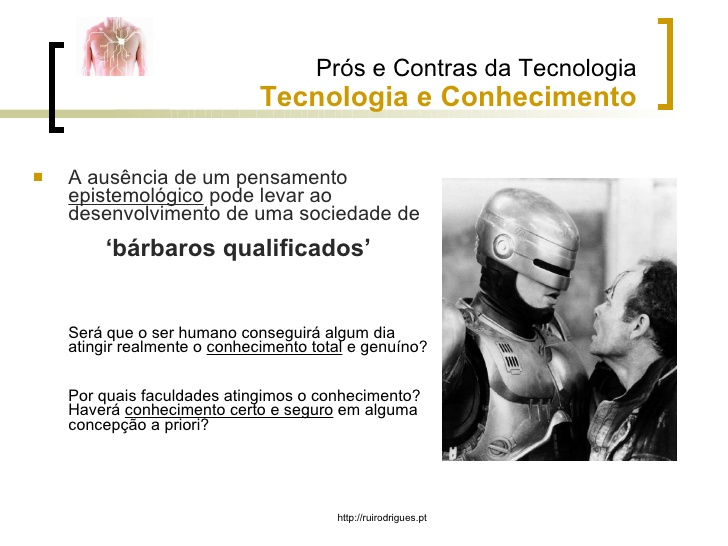 Prós e Contras da Tecnologia
Tecnologia e Conhecimento
A ausência de um pensamento
epistemológico pode levar ao
desenvolvimento de uma sociedade de
‘bárbaros qualificados’
Será que o ser humano conseguirá algum dia
atingir realmente o conhecimento total e genuíno?
Por quais faculdades atingimos o conhecimento?
Haverá conhecimento certo e seguro em alguma
concepção a priori?
http://ruirodrigues.pt